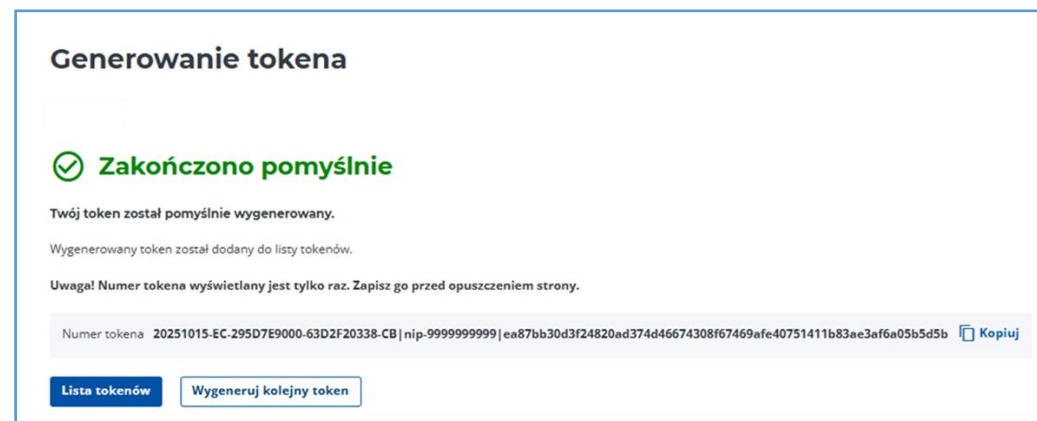 Generowanie tokena
Zakończono pomyślnie
Twój token został pomyślnie wygenerowany.
Wygenerowany token został dodany do listy tokenów.
Uwaga! Numer tokena wyświetlany jest tylko raz. Zapisz go przed opuszczeniem strony.
Numer tokena 20251015-EC-295D7E9000-63D2F20338-CB|nip-9999999999|ea87bb30d3f24820ad374d46674308f67469afe40751411b83ae3af6a05b5d5b Kopiuj
Lista tokenów Wygeneruj kolejny token